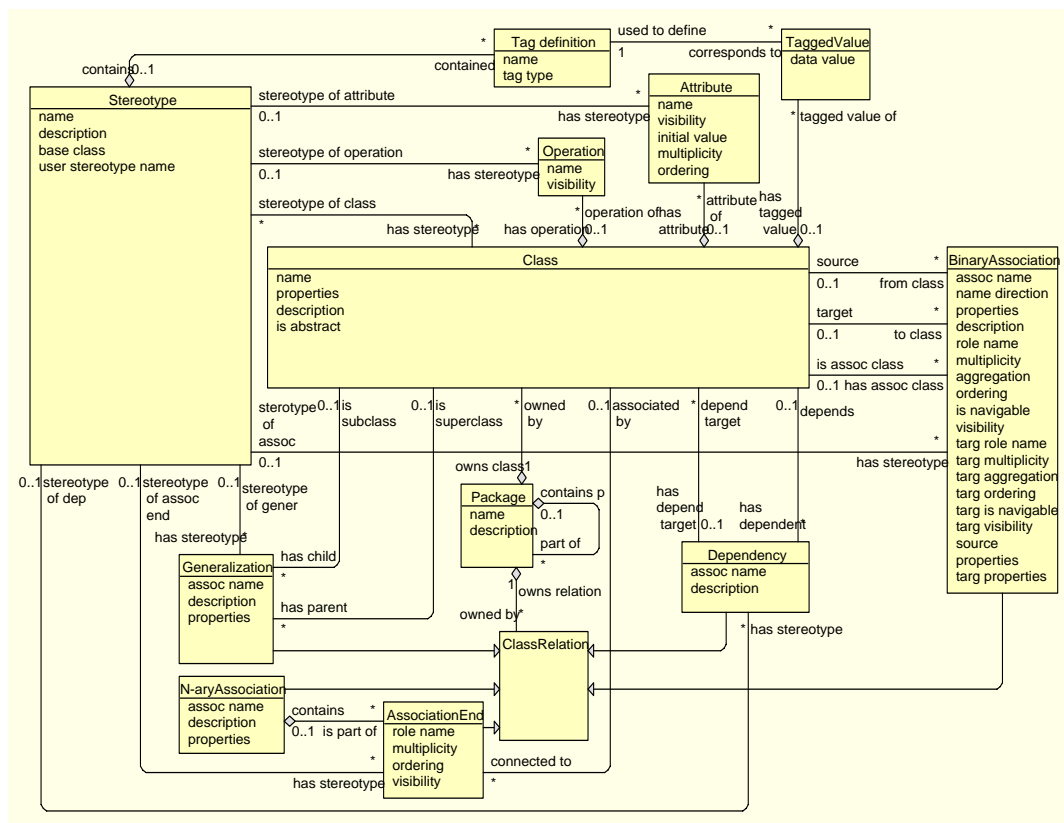 Tag definition
name
tag type
used to define
*
1
corresponds to
TaggedValue
data value
*
contained
contains
0..1
Stereotype
name
description
base class
user stereotype name
stereotype of attribute
0..1
*
has stereotype
Attribute
name
visibility
initial value
multiplicity
ordering
* tagged value of
stereotype of operation
0..1
*
has stereotype
Operation
name
visibility
stereotype of class
*
has stereotype
*
* operation of
has operation
0..1
* attribute
of
has
attribute
0..1
has
tagged
value
0..1
Class
name
properties
description
is abstract
source
*
0..1
from class
target
*
0..1
to class
is assoc class
*
0..1
has assoc class
BinaryAssociation
assoc name
name direction
properties
description
role name
multiplicity
aggregation
ordering
is navigable
visibility
targ role name
targ multiplicity
targ aggregation
targ ordering
targ is navigable
targ visibility
source
properties
targ properties
sterotype
of
assoc
0..1
*
has stereotype
0..1 is
subclass
0..1 is
superclass
* owned
by
0..1 associated
by
* depend
target
0..1
depends
owns class
1
Package
name
description
contains p
0..1
part of
*
has
depend
target
0..1
has
dependent
*
0..1 stereotype
of dep
0..1 stereotype
of assoc
end
0..1 stereotype
of gener
has stereotype
*
Generalization
assoc name
description
properties
has child
*
has parent
*
1
owns relation
owned by
*
ClassRelation
Dependency
assoc name
description
* has stereotype
N-aryAssociation
assoc name
description
properties
contains
*
0..1
is part of
AssociationEnd
role name
multiplicity
ordering
visibility
*
has stereotype
connected to
*